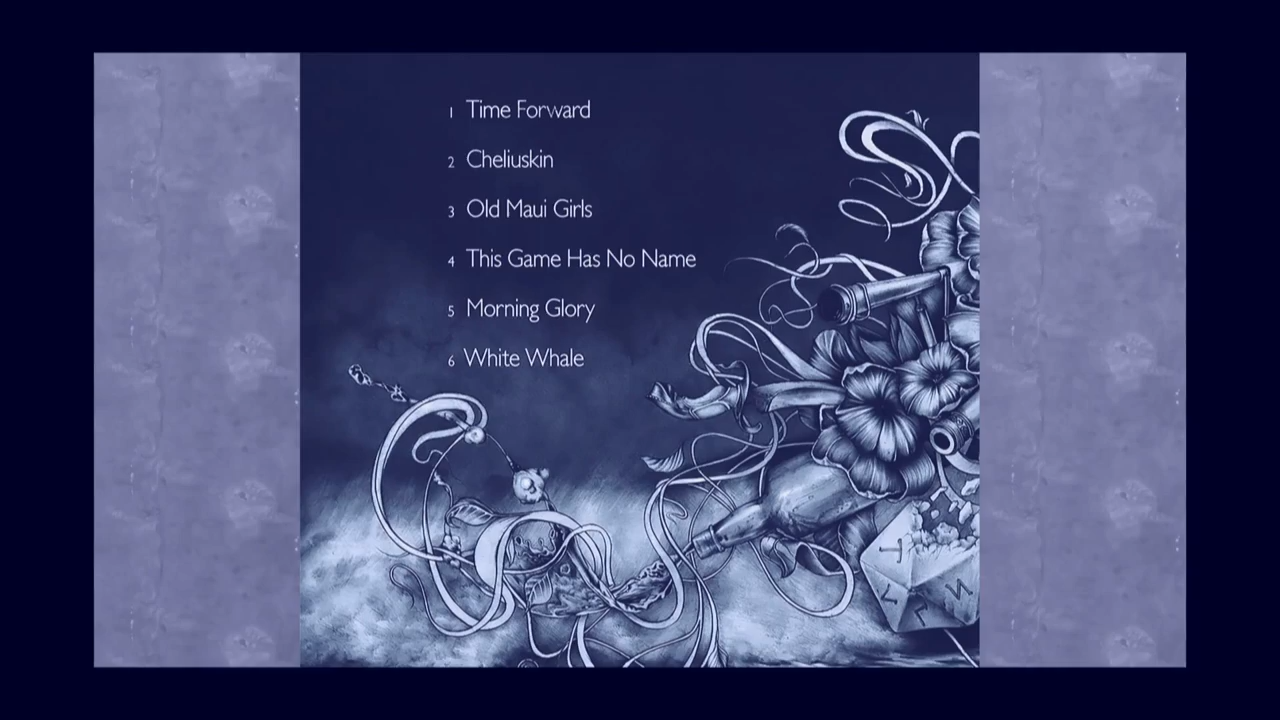 1 Time Forward
2 Cheliuskin
3 Old Maui Girls
4 This Game Has No Name
5 Morning Glory
6 White Whale